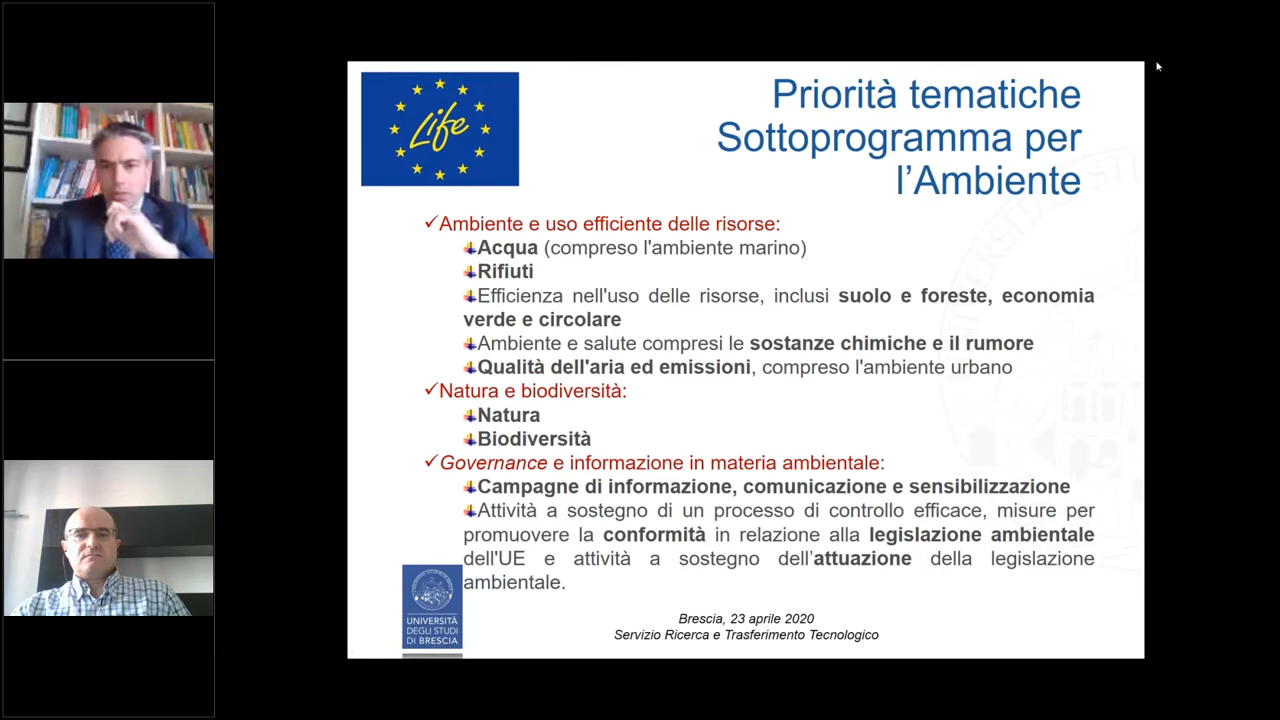 Life
Priorità tematiche
Sottoprogramma per
l'Ambiente
Ambiente e uso efficiente delle risorse:
Acqua (compreso l'ambiente marino)
Rifiuti
Efficienza nell'uso delle risorse, inclusi suolo e foreste, economia
verde e circolare
Ambiente e salute compresi le sostanze chimiche e il rumore
Qualità dell'aria ed emissioni, compreso l'ambiente urbano
Natura e biodiversità:
Natura
Biodiversità
Governance e informazione in materia ambientale:
Campagne di informazione, comunicazione e sensibilizzazione
Attività a sostegno di un processo di controllo efficace, misure per
promuovere la conformità in relazione alla legislazione ambientale
dell'UE e attività a sostegno dell'attuazione della legislazione
ambientale.
UNIVERSITÀ
DEGLI STUDI
DI BRESCIA
Brescia, 23 aprile 2020
Servizio Ricerca e Trasferimento Tecnologico